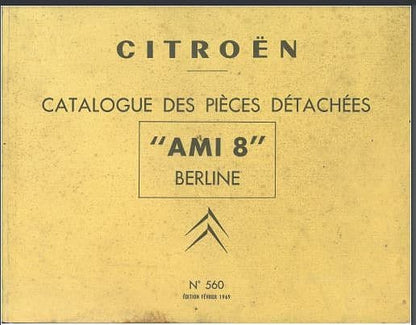 CITROËN
CATALOGUE DES PIÈCES DÉTACHÉES
"AMI 8"
BERLINE
N° 560
ÉDITION FÉVRIER 1969